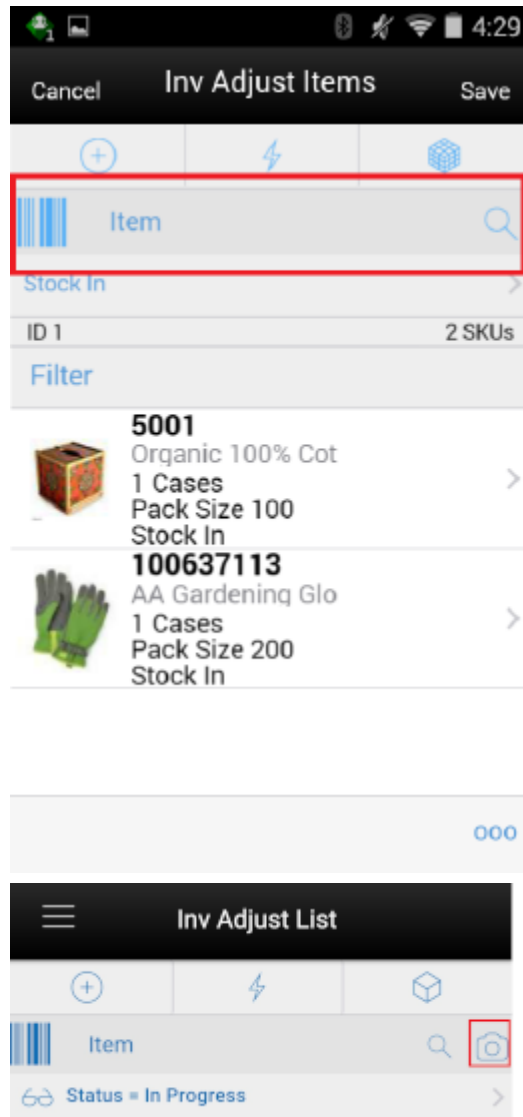 1 4:29
Cancel Inv Adjust Items Save
Item
Stock In
ID 1 2 SKUs
Filter
5001
Organic 100% Cot
1 Cases
Pack Size 100
Stock In
100637113
AA Gardening Glo
1 Cases
Pack Size 200
Stock In
Inv Adjust List
Item
Status = In Progress